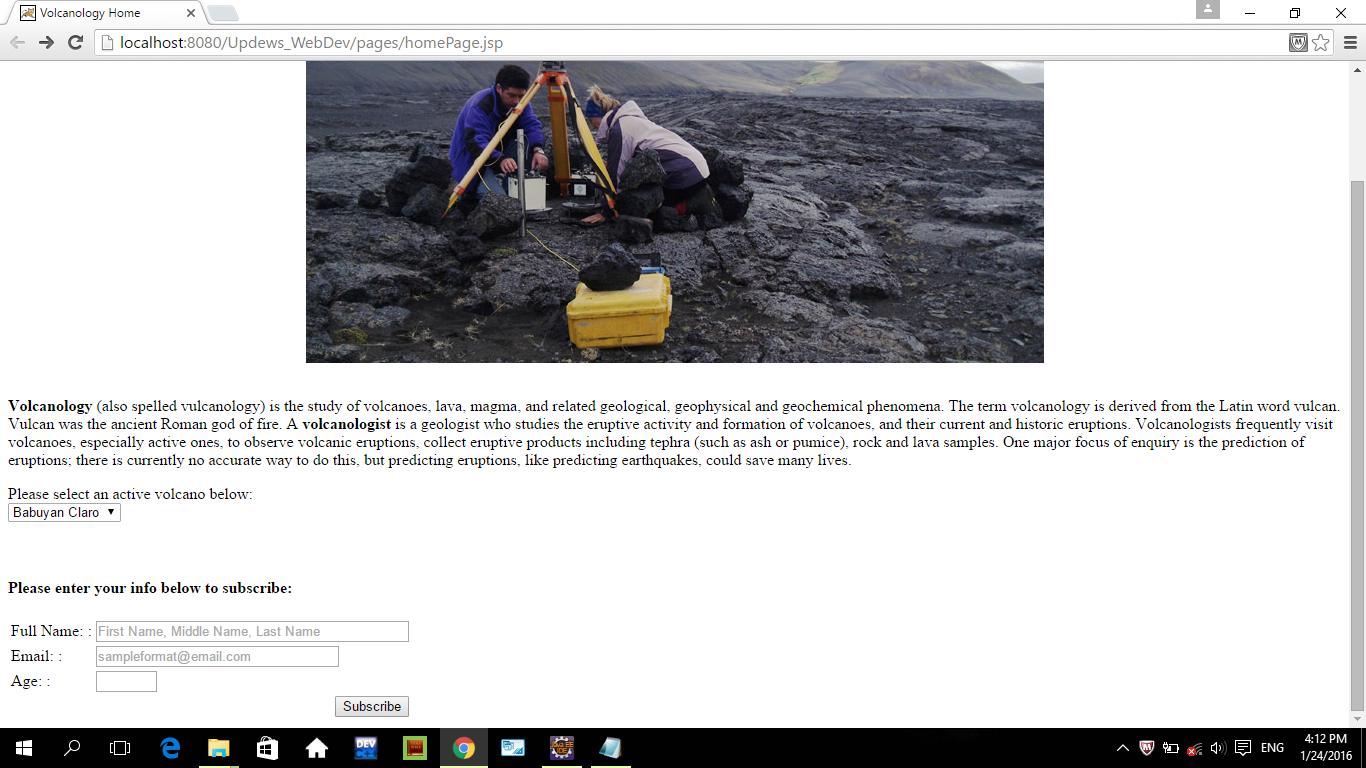 Volcanology Home
localhost:8080/Updews_WebDev/pages/homePage.jsp
Volcanology (also spelled vulcanology) is the study of volcanoes, lava, magma, and related geological, geophysical and geochemical phenomena. The term volcanology is derived from the Latin word vulcan.
Vulcan was the ancient Roman god of fire. A volcanologist is a geologist who studies the eruptive activity and formation of volcanoes, and their current and historic eruptions. Volcanologists frequently visit
volcanoes, especially active ones, to observe volcanic eruptions, collect eruptive products including tephra (such as ash or pumice), rock and lava samples. One major focus of enquiry is the prediction of
eruptions; there is currently no accurate way to do this, but predicting eruptions, like predicting earthquakes, could save many lives.
Please select an active volcano below:
Babuyan Claro
Please enter your info below to subscribe:
Full Name: : First Name, Middle Name, Last Name
Email: : sampleformat@email.com
Age: :
Subscribe
DEV
ENG
4:12 PM
1/24/2016